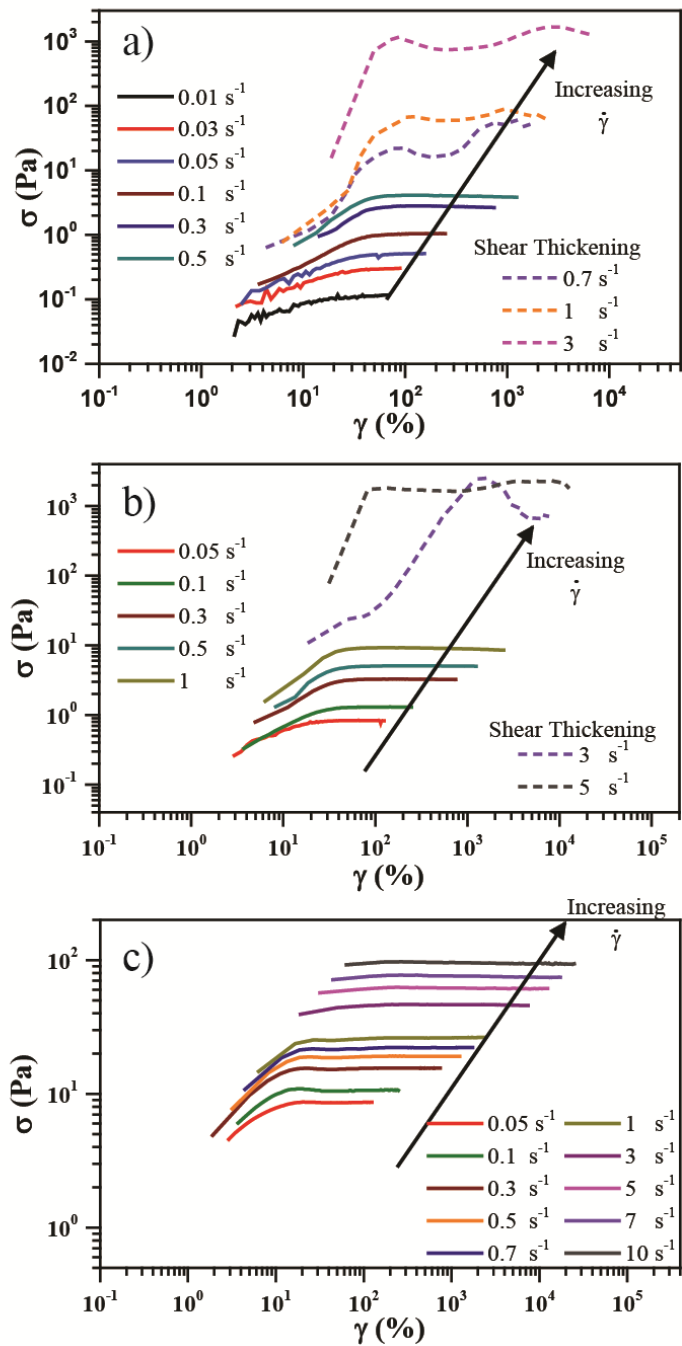 a)
10³
10²
10¹
10⁰
10⁻¹
10⁻²
σ (Pa)
0.01 s⁻¹
0.03 s⁻¹
0.05 s⁻¹
0.1 s⁻¹
0.3 s⁻¹
0.5 s⁻¹
Increasing
γ̇
Shear Thickening
0.7 s⁻¹
1 s⁻¹
3 s⁻¹
10⁻¹ 10⁰ 10¹ 10² 10³ 10⁴ 10⁵
γ (%)
b)
10³
10²
10¹
10⁰
10⁻¹
σ (Pa)
0.05 s⁻¹
0.1 s⁻¹
0.3 s⁻¹
0.5 s⁻¹
1 s⁻¹
Increasing
γ̇
Shear Thickening
3 s⁻¹
5 s⁻¹
10⁻¹ 10⁰ 10¹ 10² 10³ 10⁴ 10⁵
γ (%)
Increasing
γ̇
c)
10²
10¹
10⁰
σ (Pa)
0.05 s⁻¹ 1 s⁻¹
0.1 s⁻¹ 3 s⁻¹
0.3 s⁻¹ 5 s⁻¹
0.5 s⁻¹ 7 s⁻¹
0.7 s⁻¹ 10 s⁻¹
10⁻¹ 10⁰ 10¹ 10² 10³ 10⁴ 10⁵
γ (%)